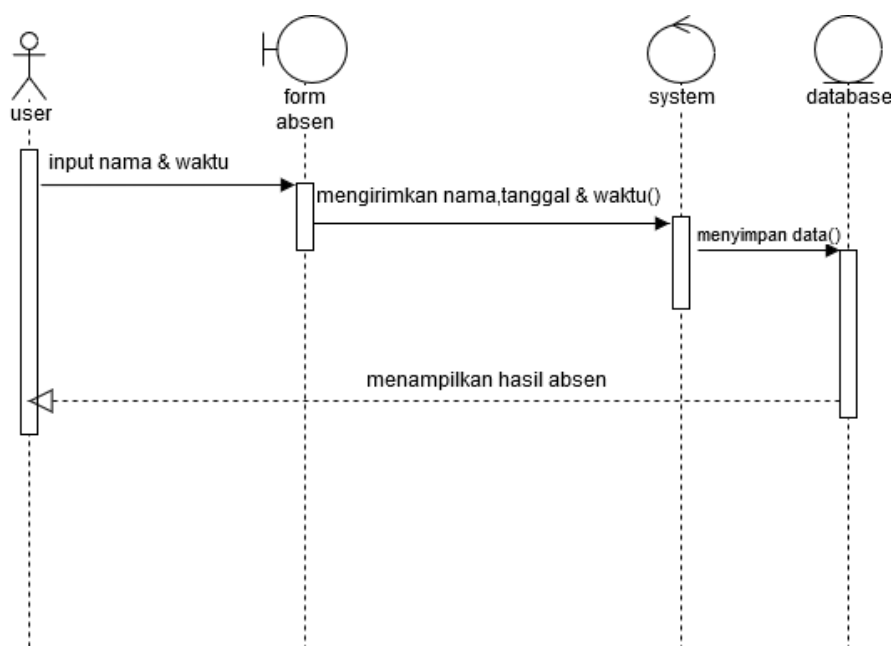 user
form
absen
system
database
input nama & waktu
mengirimkan nama,tanggal & waktu()
menyimpan data()
menampilkan hasil absen